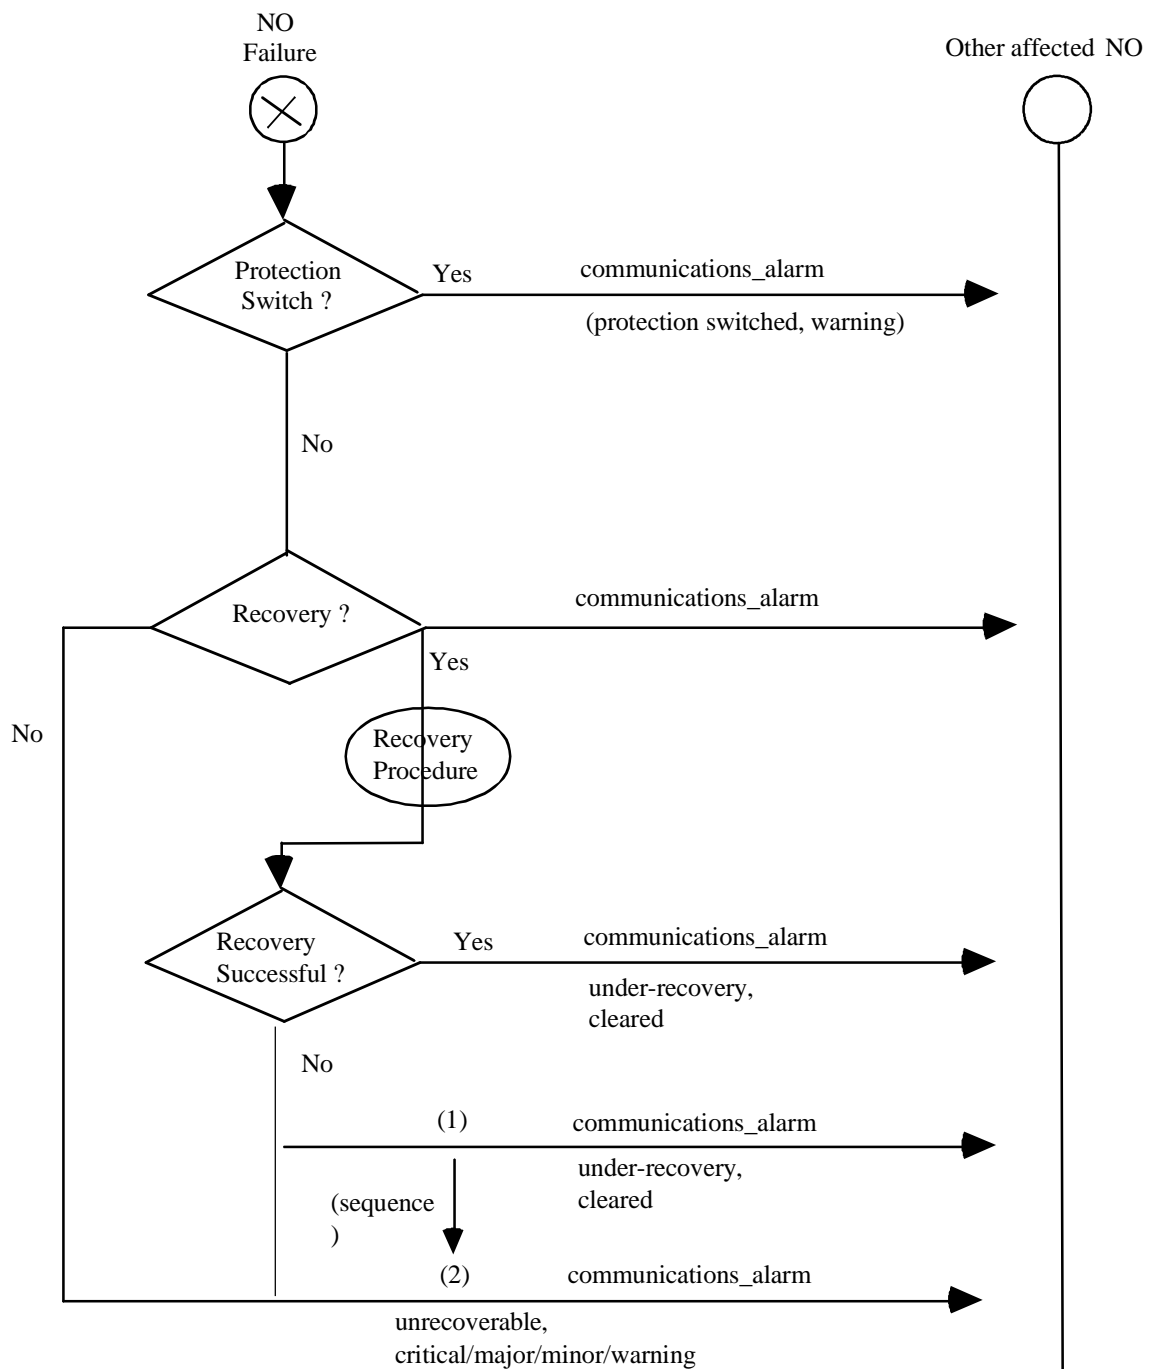 NO
Failure
Other affected NO
Protection
Switch ?
Yes
communications_alarm
(protection switched, warning)
No
Recovery ?
communications_alarm
Yes
No
Recovery
Procedure
Recovery
Successful ?
Yes
communications_alarm
under-recovery,
cleared
No
(1)
communications_alarm
under-recovery,
cleared
(sequence
)
(2)
communications_alarm
unrecoverable,
critical/major/minor/warning